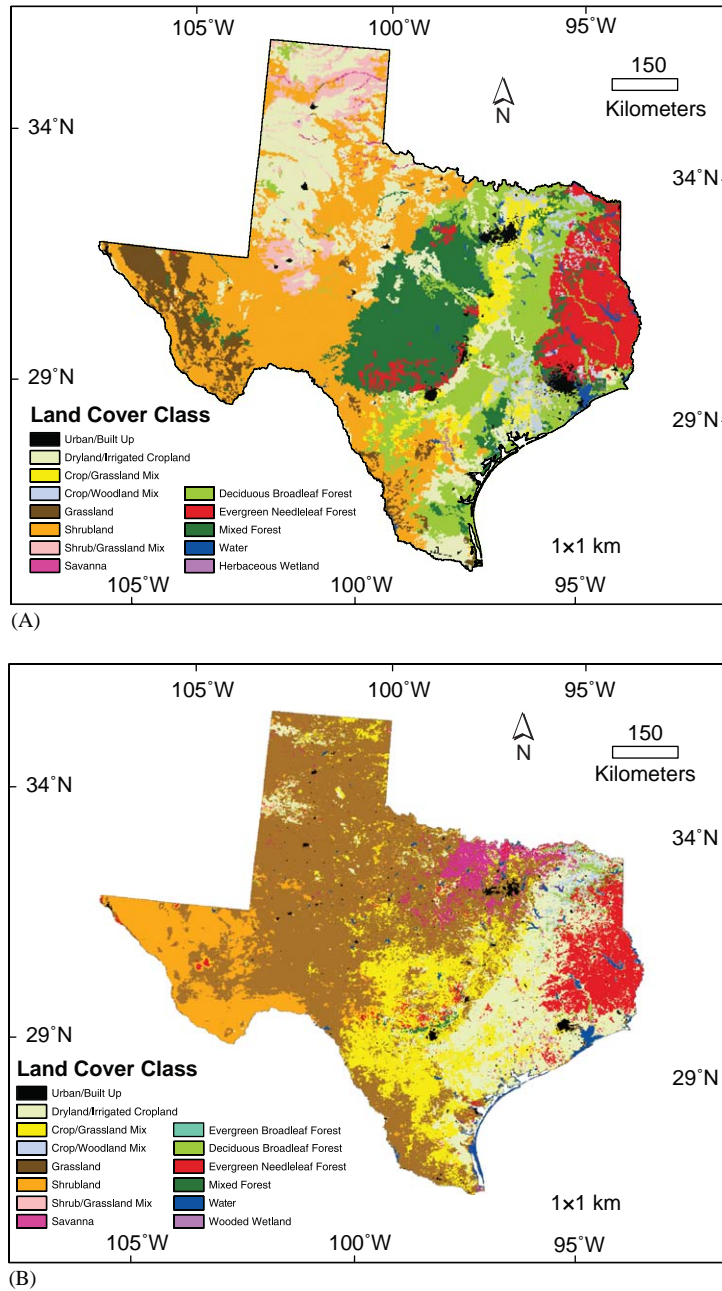 105˚W 100˚W 95˚W
150
Kilometers
N
34˚N
34˚N
29˚N
29˚N
Land Cover Class
Urban/Built Up
Dryland/Irrigated Cropland
Crop/Grassland Mix
Crop/Woodland Mix Deciduous Broadleaf Forest
Grassland Evergreen Needleleaf Forest
Shrubland Mixed Forest
Shrub/Grassland Mix Water
Savanna Herbaceous Wetland
1×1 km
105˚W 100˚W 95˚W
(A)
105˚W 100˚W 95˚W
150
Kilometers
N
34˚N
34˚N
29˚N
29˚N
Land Cover Class
Urban/Built Up
Dryland/Irrigated Cropland
Crop/Grassland Mix Evergreen Broadleaf Forest
Crop/Woodland Mix Deciduous Broadleaf Forest
Grassland Evergreen Needleleaf Forest
Shrubland Mixed Forest
Shrub/Grassland Mix Water
Savanna Wooded Wetland
1×1 km
105˚W 100˚W 95˚W
(B)